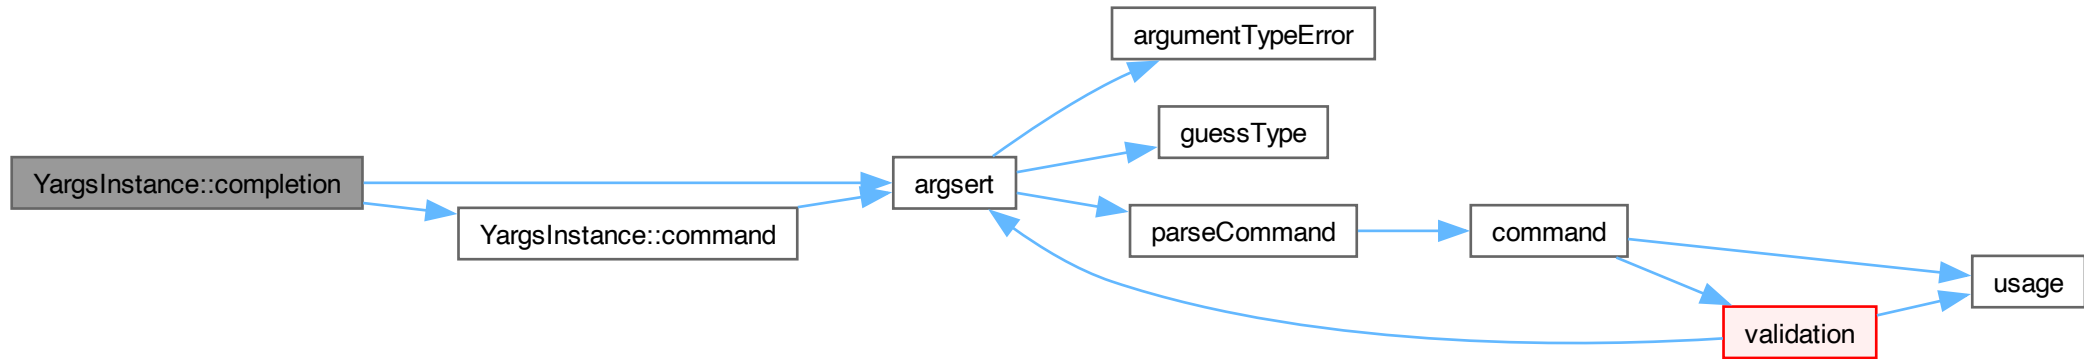 YargsInstance::completion
YargsInstance::command
argsert
argumentTypeError
guessType
parseCommand
command
validation
usage